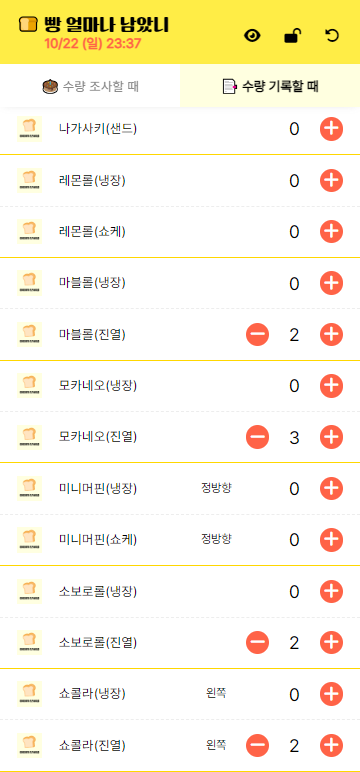 빵 얼마나 남았니
10/22 (일) 23:37
수량 조사할 때
수량 기록할 때
나가사키(샌드) 0
레몬롤(냉장) 0
레몬롤(쇼케) 0
마블롤(냉장) 0
마블롤(진열) 2
모카네오(냉장) 0
모카네오(진열) 3
미니머핀(냉장) 정방향 0
미니머핀(쇼케) 정방향 0
소보로롤(냉장) 0
소보로롤(진열) 2
쇼콜라(냉장) 왼쪽 0
쇼콜라(진열) 왼쪽 2